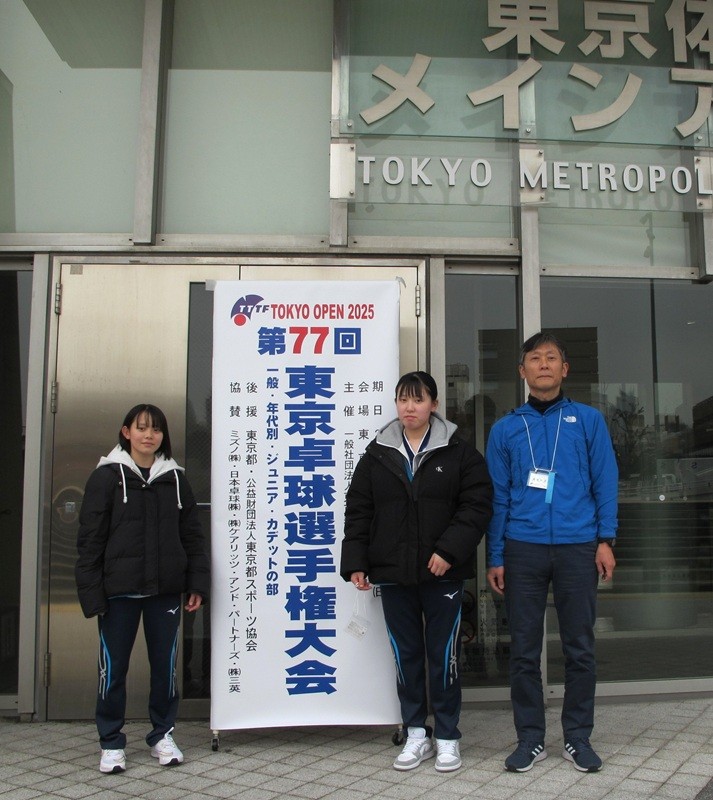 東京体
メインア
TOKYO METROPOL
TTTF TOKYO OPEN 2025
第77回
東京卓球選手権大会
一般・年代別・ジュニア・カデットの部
期日
会場 東
主催 一般社団法人
後援 東京都・公益財団法人東京都スポーツ協会
協賛 ミズノ㈱・日本卓球㈱・㈱ケアリッツ・アンド・パートナーズ・㈱三英